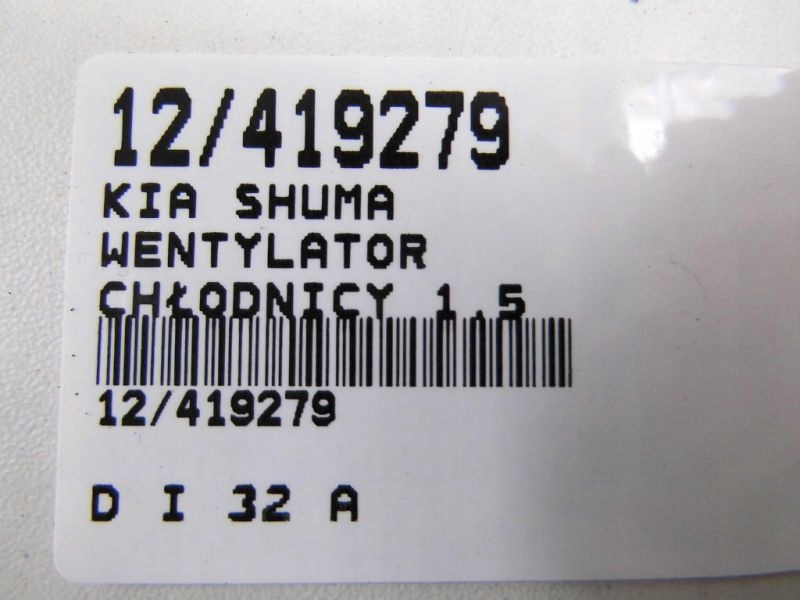 12/419279
KIA SHUMA
WENTYLATOR
CHŁODNICY 1.5
12/419279
D I 32 A